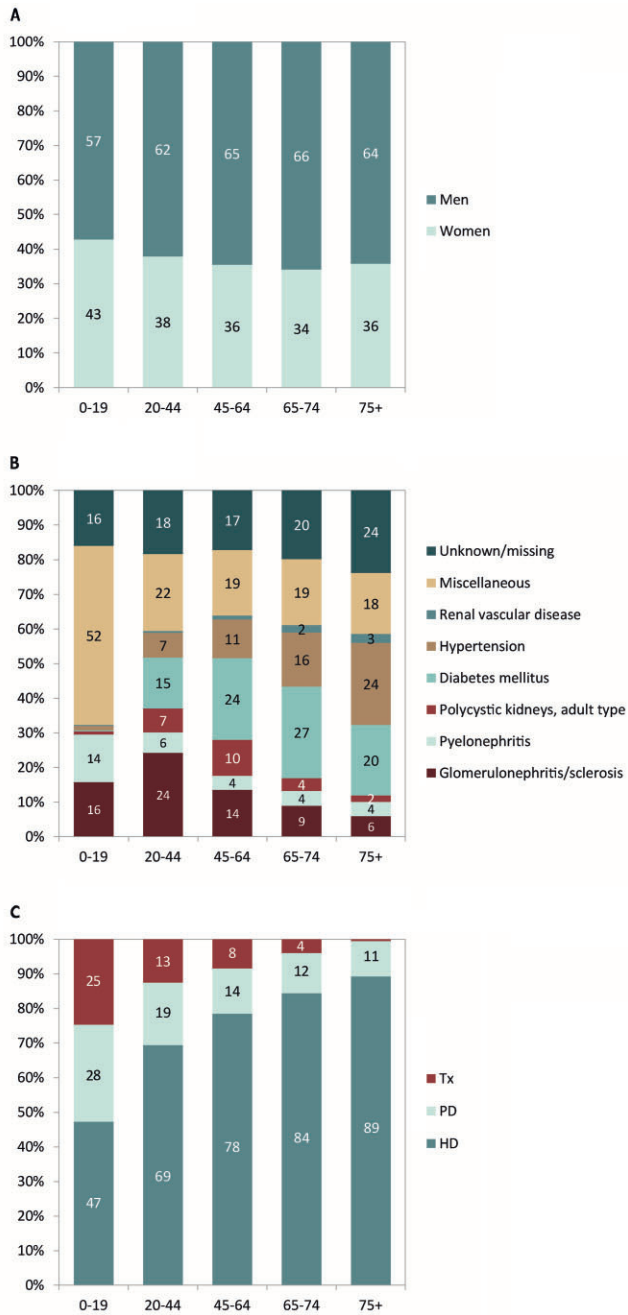 A
100%
90%
80%
70%
60%
50%
40%
30%
20%
10%
0%
57 62 65 66 64
43 38 36 34 36
0-19 20-44 45-64 65-74 75+
Men
Women
B
100%
90%
80%
70%
60%
50%
40%
30%
20%
10%
0%
16 18 17 20 24
52 22 19 19 18
2 3
7 11 16 24
15 24 27 20
7 10 4 2
14 6 4 4 4
16 24 14 9 6
0-19 20-44 45-64 65-74 75+
Unknown/missing
Miscellaneous
Renal vascular disease
Hypertension
Diabetes mellitus
Polycystic kidneys, adult type
Pyelonephritis
Glomerulonephritis/sclerosis
C
100%
90%
80%
70%
60%
50%
40%
30%
20%
10%
0%
25 13 8 4
28 19 14 12 11
47 69 78 84 89
0-19 20-44 45-64 65-74 75+
Tx
PD
HD